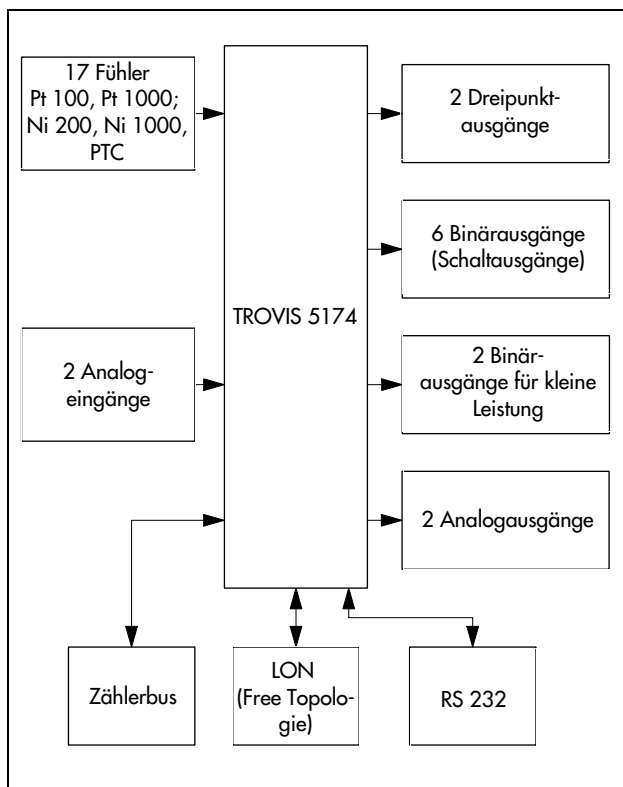 17 Fühler
Pt 100, Pt 1000;
Ni 200, Ni 1000,
PTC
2 Analog-
eingänge
TROVIS 5174
2 Dreipunkt-
ausgänge
6 Binärausgänge
(Schaltausgänge)
2 Binär-
ausgänge für kleine
Leistung
2 Analogausgänge
Zählerbus
LON
(Free Topolo-
gie)
RS 232